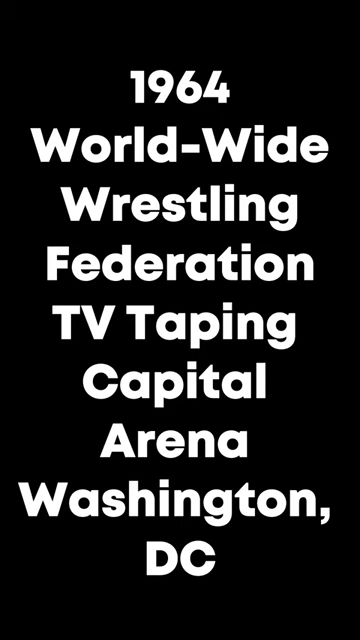 1964
World-Wide
Wrestling
Federation
TV Taping
Capital
Arena
Washington,
DC